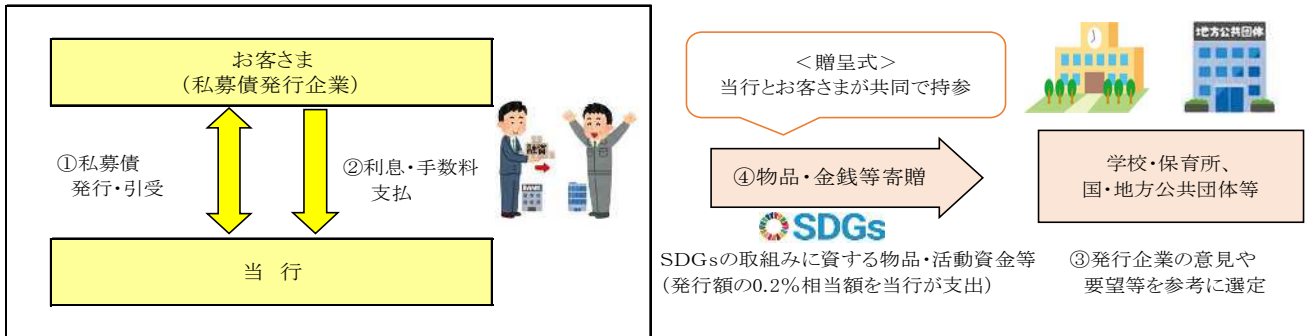 お客さま
（私募債発行企業）
①私募債
発行・引受
②利息・手数料
支払
融資
BANK
当 行
＜贈呈式＞
当行とお客さまが共同で持参
④物品・金銭等寄贈
SDGs
SDGsの取組みに資する物品・活動資金等
（発行額の0.2％相当額を当行が支出）
地方公共団体
学校・保育所、
国・地方公共団体等
③発行企業の意見や
要望等を参考に選定